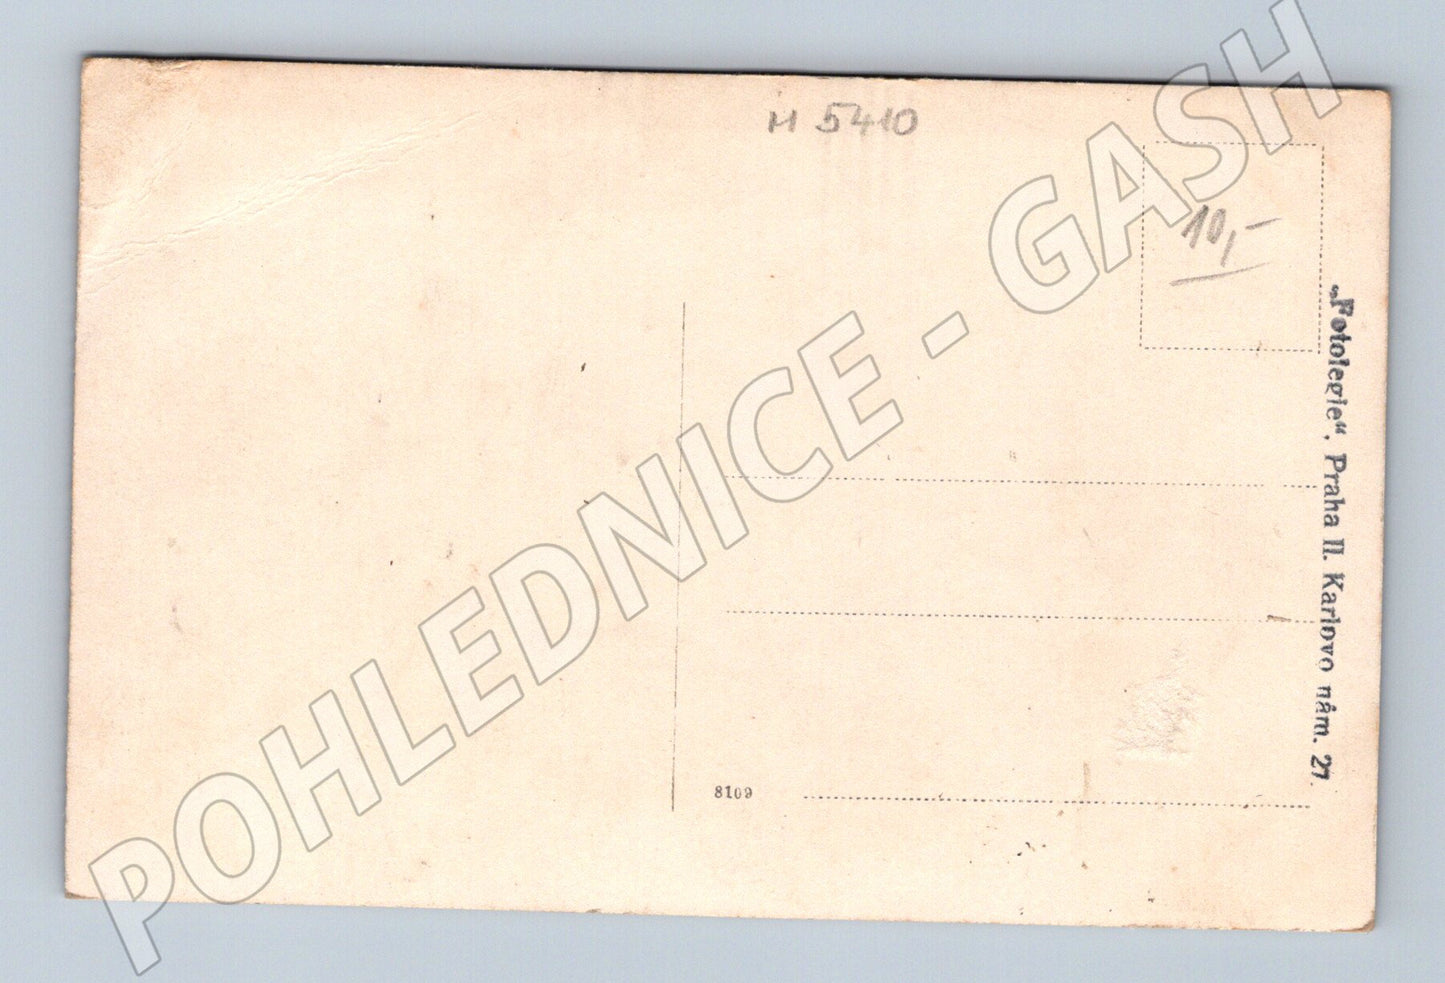 H 5410
10,-
„Fotolegie“, Praha II. Karlovo nám. 27.
8109
POHLEDNICE - GASH